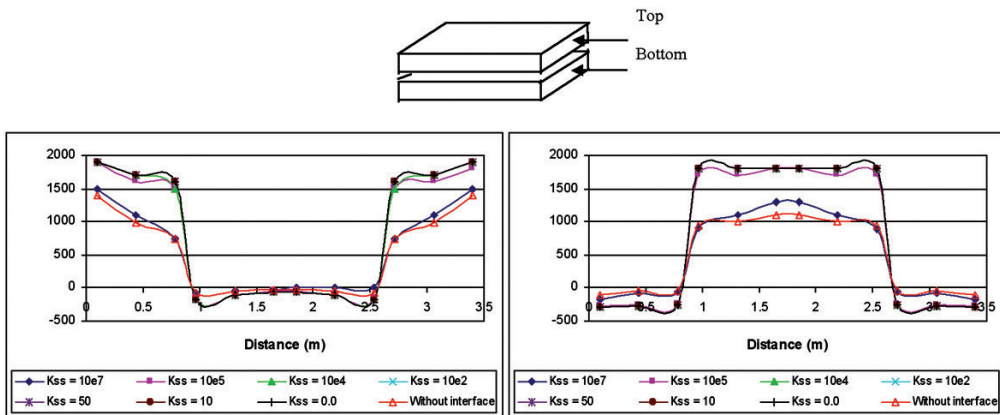 Top
Bottom
2000
1500
1000
500
0
-500
0 0.5 1 1.5 2 2.5 3 3.5
Distance (m)
Kss = 10e7 Kss = 10e5 Kss = 10e4 Kss = 10e2
Kss = 50 Kss = 10 Kss = 0.0 Without interface
2000
1500
1000
500
0
-500
0 0.5 1 1.5 2 2.5 3 3.5
Distance (m)
Kss = 10e7 Kss = 10e5 Kss = 10e4 Kss = 10e2
Kss = 50 Kss = 10 Kss = 0.0 Without interface